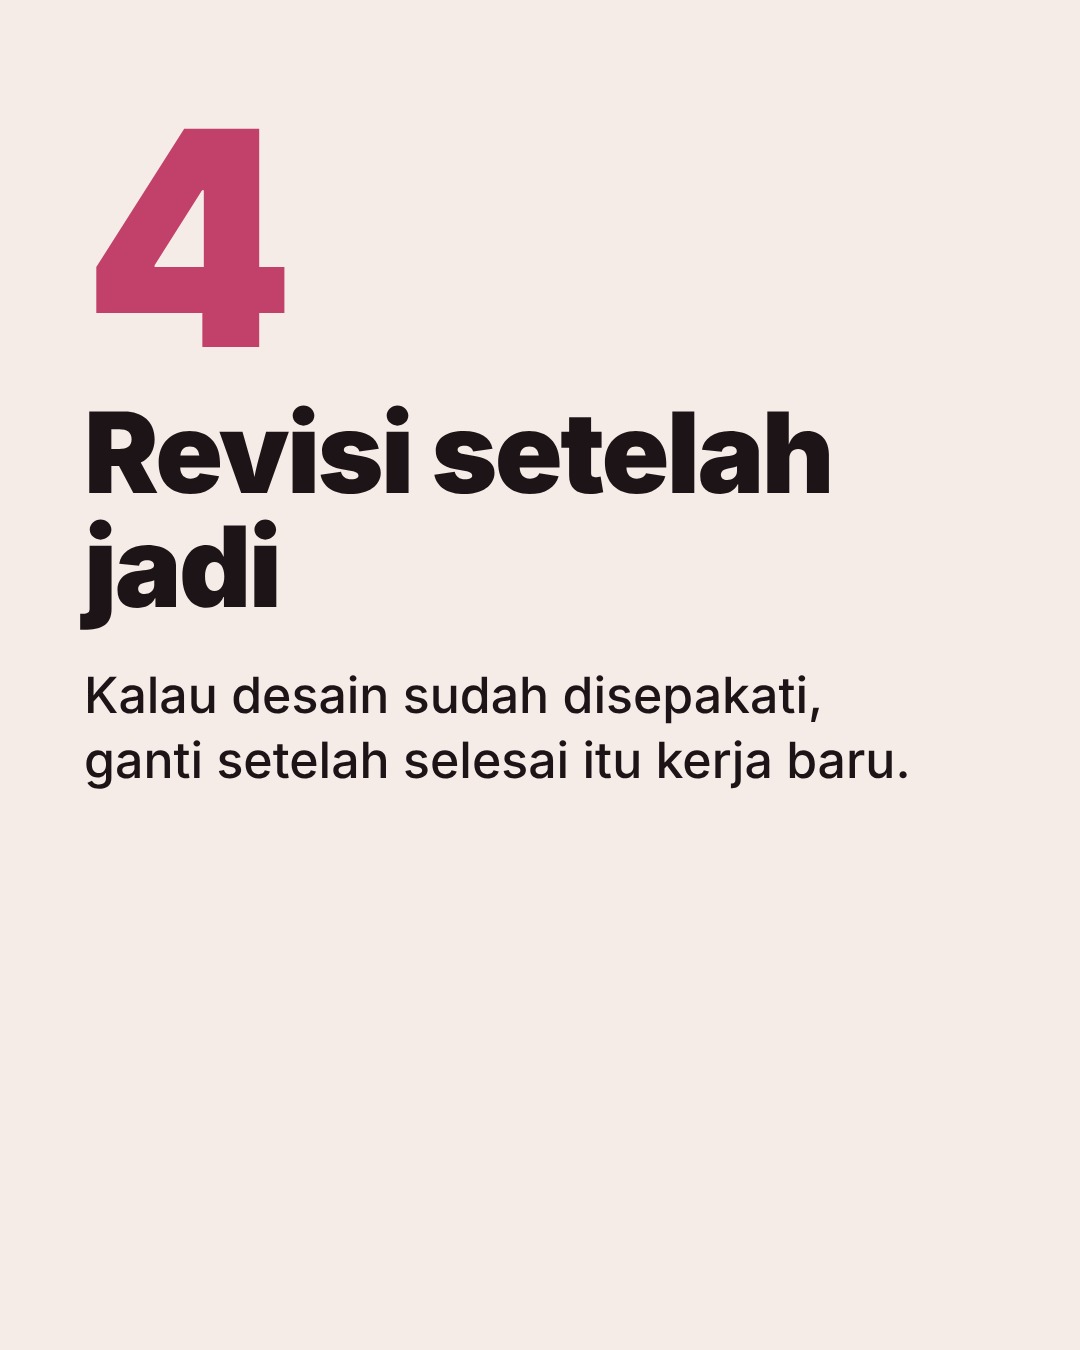 4
Revisi setelah
jadi
Kalau desain sudah disepakati,
ganti setelah selesai itu kerja baru.